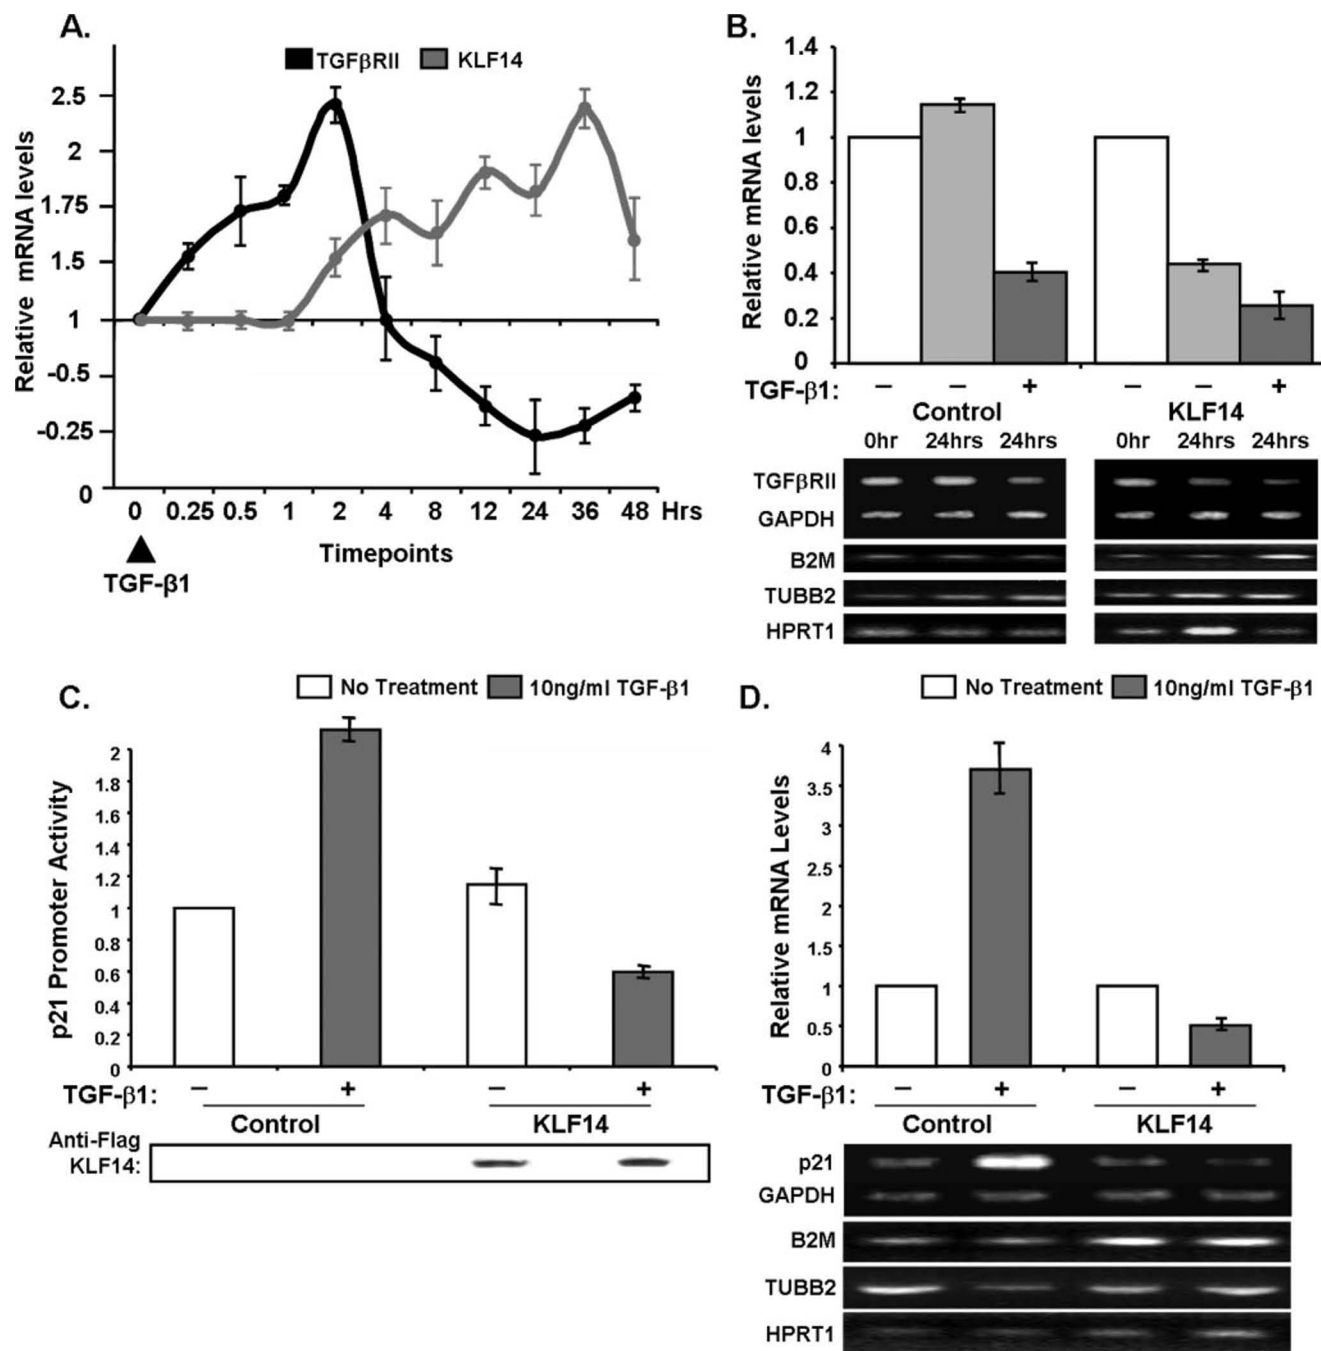 A.
TGFβRII KLF14
Relative mRNA levels
2.5
2
1.75
1.5
1
-0.5
-0.25
0
0 0.25 0.5 1 2 4 8 12 24 36 48 Hrs
Timepoints
TGF-β1
B.
Relative mRNA levels
1.4
1.2
1
0.8
0.6
0.4
0.2
0
TGF-β1: – – + – – +
Control KLF14
0hr 24hrs 24hrs 0hr 24hrs 24hrs
TGFβRII
GAPDH
B2M
TUBB2
HPRT1
C.
No Treatment 10ng/ml TGF-β1
p21 Promoter Activity
2
1.8
1.6
1.4
1.2
1
0.8
0.6
0.4
0.2
0
TGF-β1: – + – +
Control KLF14
Anti-Flag
KLF14:
D.
No Treatment 10ng/ml TGF-β1
Relative mRNA Levels
4
3.5
3
2.5
2
1.5
1
0.5
0
TGF-β1: – + – +
Control KLF14
p21
GAPDH
B2M
TUBB2
HPRT1